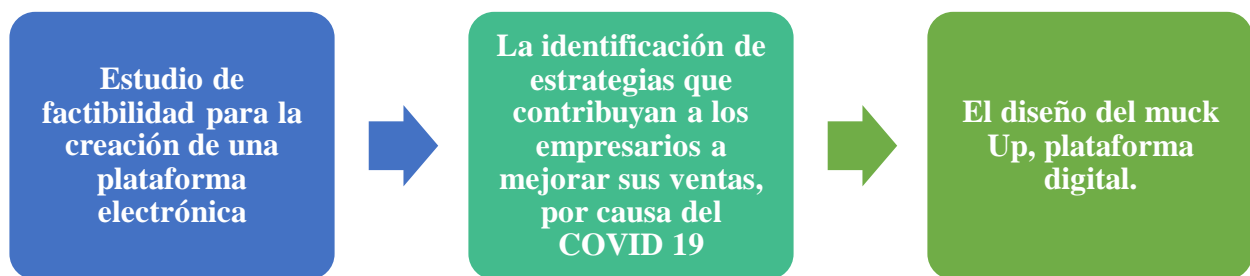 Estudio de
factibilidad para la
creación de una
plataforma
electrónica
La identificación de
estrategias que
contribuyan a los
empresarios a
mejorar sus ventas,
por causa del
COVID 19
El diseño del muck
Up, plataforma
digital.